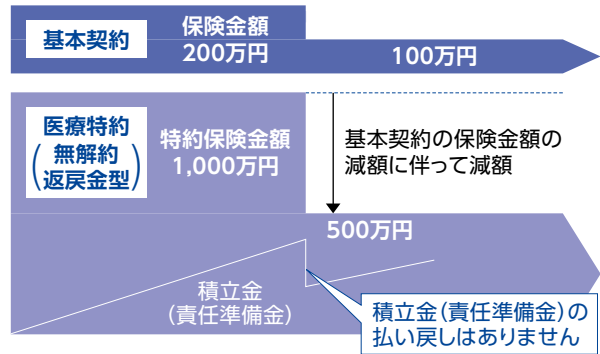 基本契約
保険金額
200万円
100万円
医療特約
(無解約
返戻金型)
特約保険金額
1,000万円
基本契約の保険金額の
減額に伴って減額
500万円
積立金
(責任準備金)
積立金(責任準備金)の
払い戻しはありません